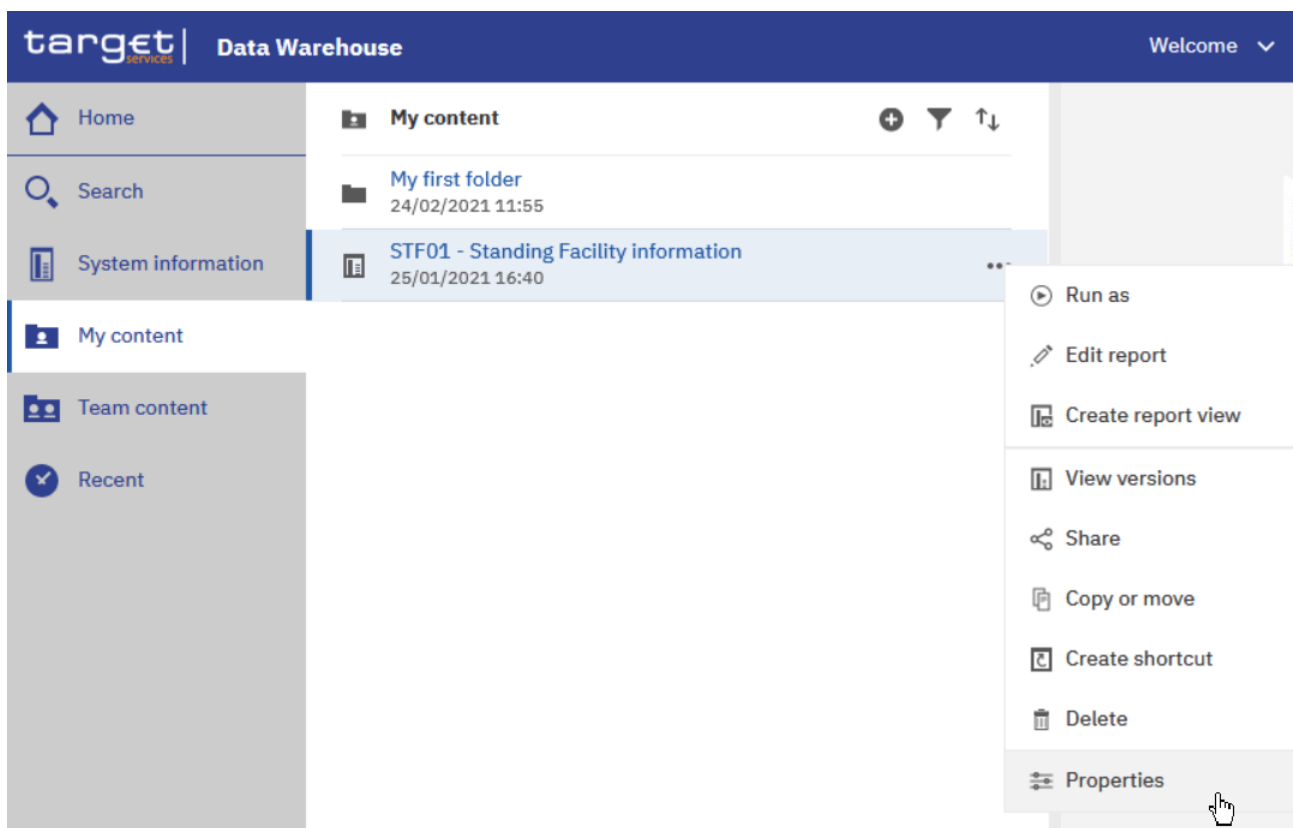 target services | Data Warehouse
Welcome
Home
Search
System information
My content
Team content
Recent
My content
My first folder
24/02/2021 11:55
STF01 - Standing Facility information
25/01/2021 16:40
Run as
Edit report
Create report view
View versions
Share
Copy or move
Create shortcut
Delete
Properties